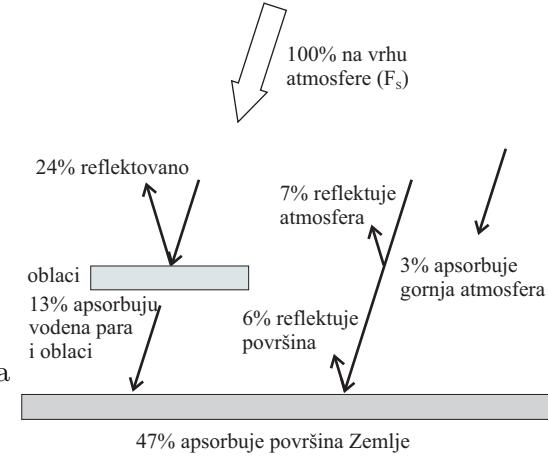 100% na vrhu
atmosfere (Fs)
24% reflektovano
7% reflektuje
atmosfera
oblaci
3% apsorbuje
gornja atmosfera
13% apsorbuju
vodena para
i oblaci
6% reflektuje
površina
a
47% apsorbuje površina Zemlje